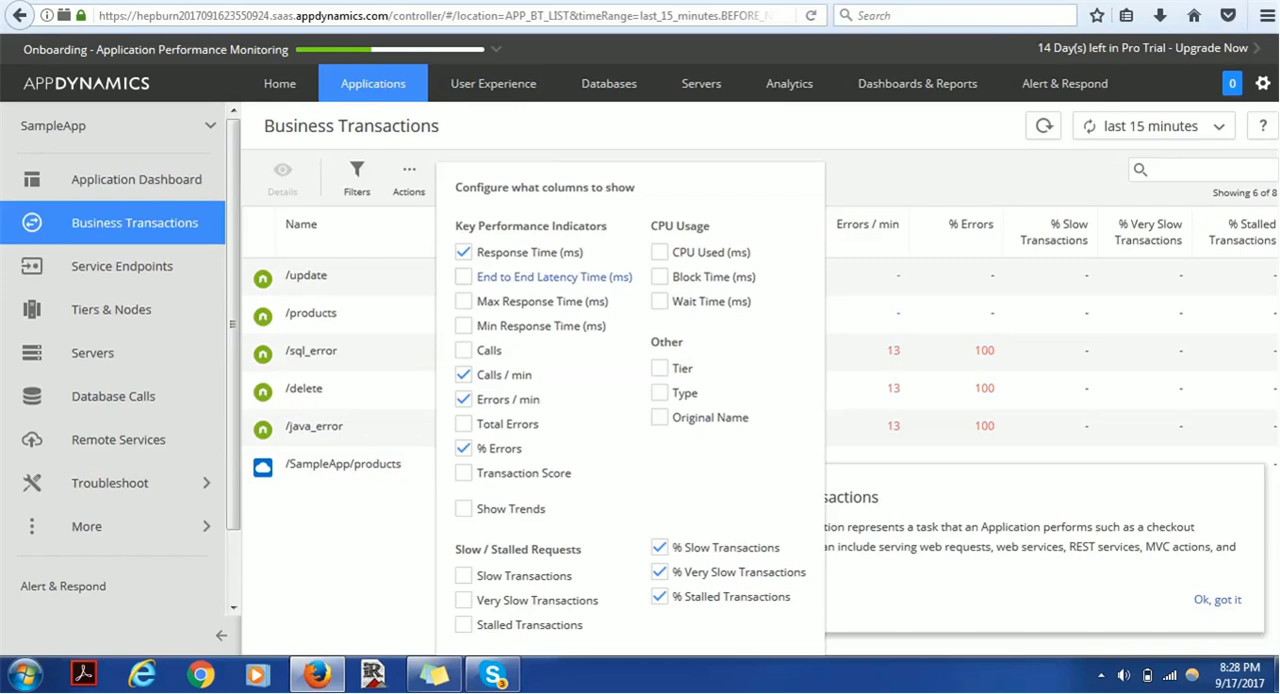 https://hepburn2017091623550924.saas.appdynamics.com/controller/#/location=APP_BT_LIST&timeRange=last_15_minutes.BEFORE_N
Search
Onboarding - Application Performance Monitoring
14 Day(s) left in Pro Trial - Upgrade Now
APPDYNAMICS
Home
Applications
User Experience
Databases
Servers
Analytics
Dashboards & Reports
Alert & Respond
0
SampleApp
Application Dashboard
Business Transactions
Service Endpoints
Tiers & Nodes
Servers
Database Calls
Remote Services
Troubleshoot
More
Alert & Respond
Business Transactions
last 15 minutes
?
Details
Filters
Actions
Showing 6 of 8
Name
Errors / min
% Errors
% Slow Transactions
% Very Slow Transactions
% Stalled Transactions
/update
- - - - -
/products
- - - - -
/sql_error
13 100 - - -
/delete
13 100 - - -
/java_error
13 100 - - -
/SampleApp/products
Configure what columns to show
Key Performance Indicators
Response Time (ms)
End to End Latency Time (ms)
Max Response Time (ms)
Min Response Time (ms)
Calls
Calls / min
Errors / min
Total Errors
% Errors
Transaction Score
Show Trends
Slow / Stalled Requests
Slow Transactions
Very Slow Transactions
Stalled Transactions
CPU Usage
CPU Used (ms)
Block Time (ms)
Wait Time (ms)
Other
Tier
Type
Original Name
% Slow Transactions
% Very Slow Transactions
% Stalled Transactions
sactions
tion represents a task that an Application performs such as a checkout
an include serving web requests, web services, REST services, MVC actions, and
Ok, got it
8:28 PM
9/17/2017